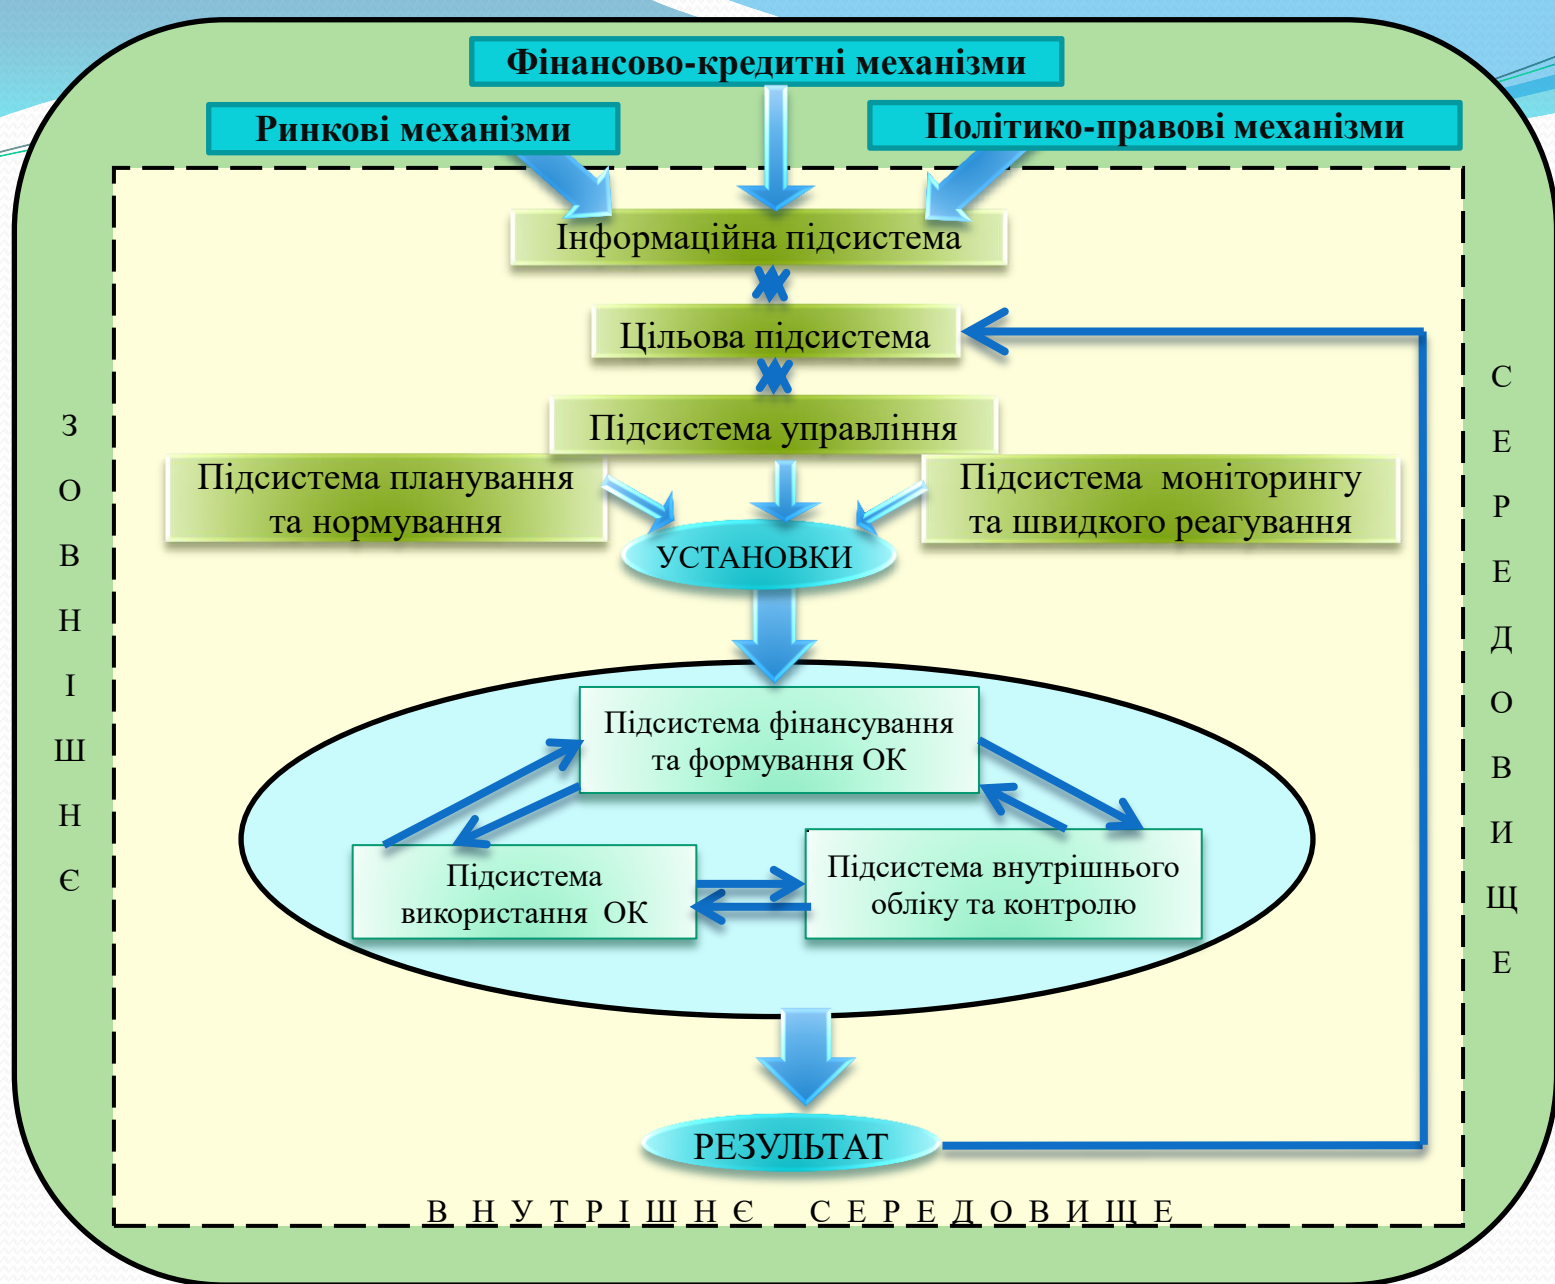 Фінансово-кредитні механізми
Ринкові механізми
Політико-правові механізми
Інформаційна підсистема
Цільова підсистема
Підсистема управління
Підсистема планування
та нормування
Підсистема моніторингу
та швидкого реагування
УСТАНОВКИ
Підсистема фінансування
та формування ОК
Підсистема
використання ОК
Підсистема внутрішнього
обліку та контролю
РЕЗУЛЬТАТ
В Н У Т Р І Ш Н Є С Е Р Е Д О В И Щ Е
З О В Н І Ш Н Є
С Е Р Е Д О В И Щ Е